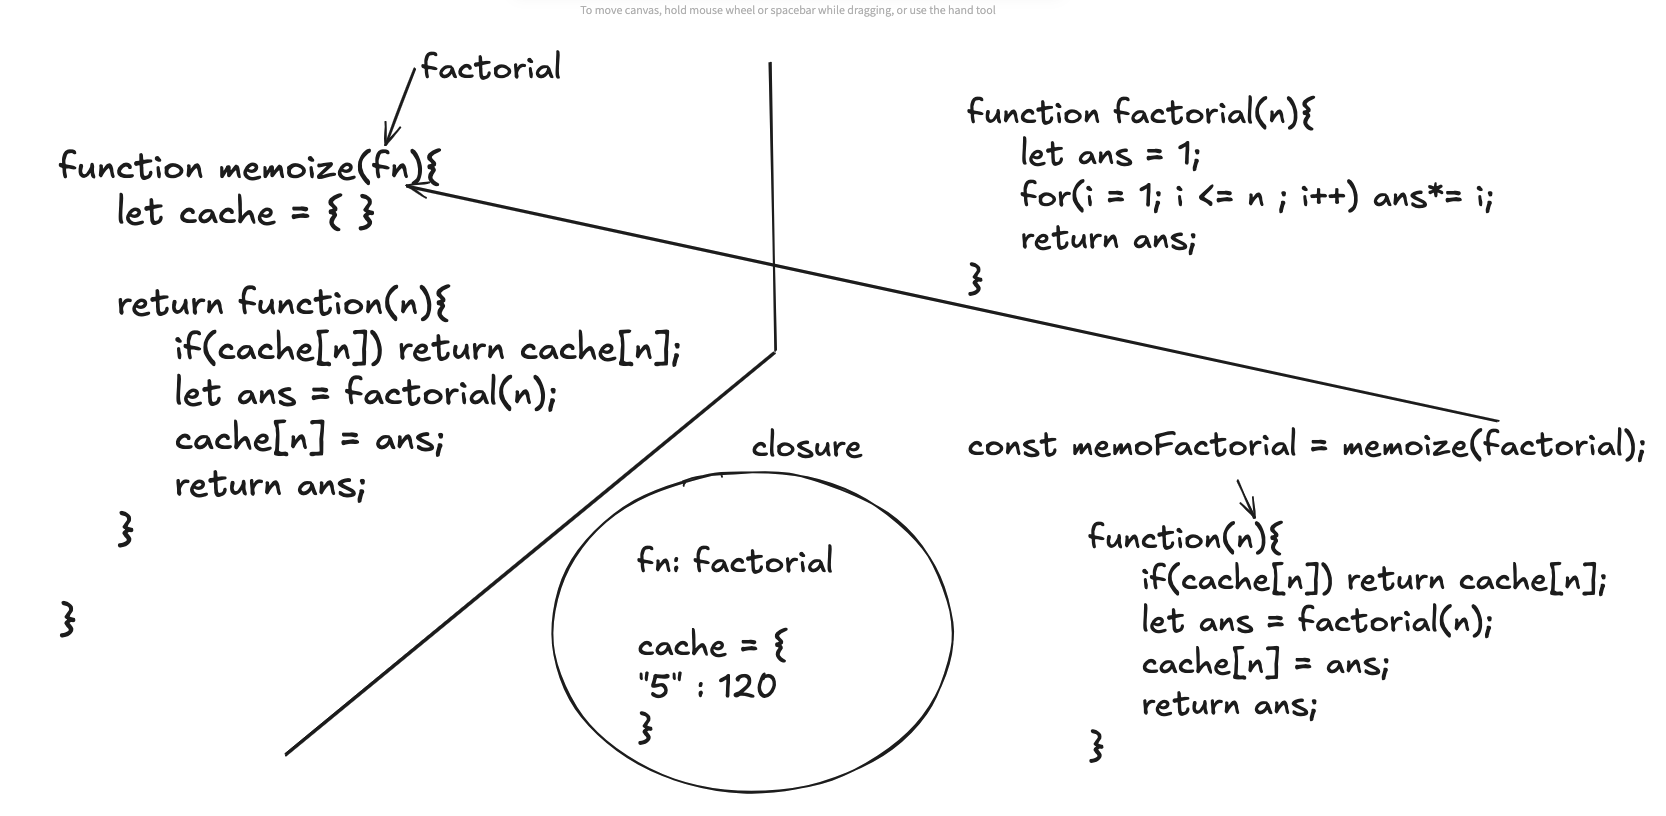 To move canvas, hold mouse wheel or spacebar while dragging, or use the hand tool
factorial
function memoize(fn){
let cache = { }
return function(n){
if(cache[n]) return cache[n];
let ans = factorial(n);
cache[n] = ans;
return ans;
}
}
function factorial(n){
let ans = 1;
for(i = 1; i <= n ; i++) ans*= i;
return ans;
}
closure
fn: factorial
cache = {
"5" : 120
}
const memoFactorial = memoize(factorial);
function(n){
if(cache[n]) return cache[n];
let ans = factorial(n);
cache[n] = ans;
return ans;
}